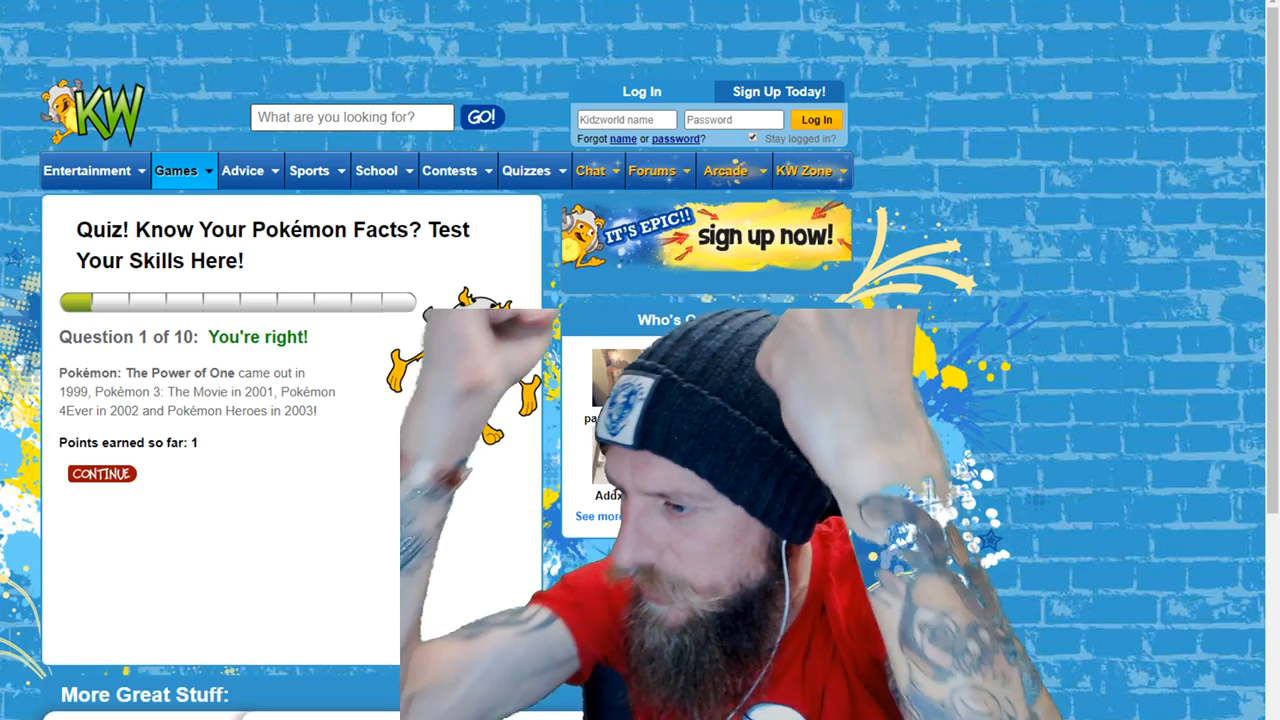 KW
What are you looking for?
GO!
Log In
Sign Up Today!
Kidzworld name
Password
Log In
Forgot name or password?
Stay logged in?
Entertainment
Games
Advice
Sports
School
Contests
Quizzes
Chat
Forums
Arcade
KW Zone
Quiz! Know Your Pokémon Facts? Test
Your Skills Here!
IT'S EPIC!!
sign up now!
Question 1 of 10: You're right!
Pokémon: The Power of One came out in
1999, Pokémon 3: The Movie in 2001, Pokémon
4Ever in 2002 and Pokémon Heroes in 2003!
Points earned so far: 1
CONTINUE
Who's
See more
More Great Stuff: